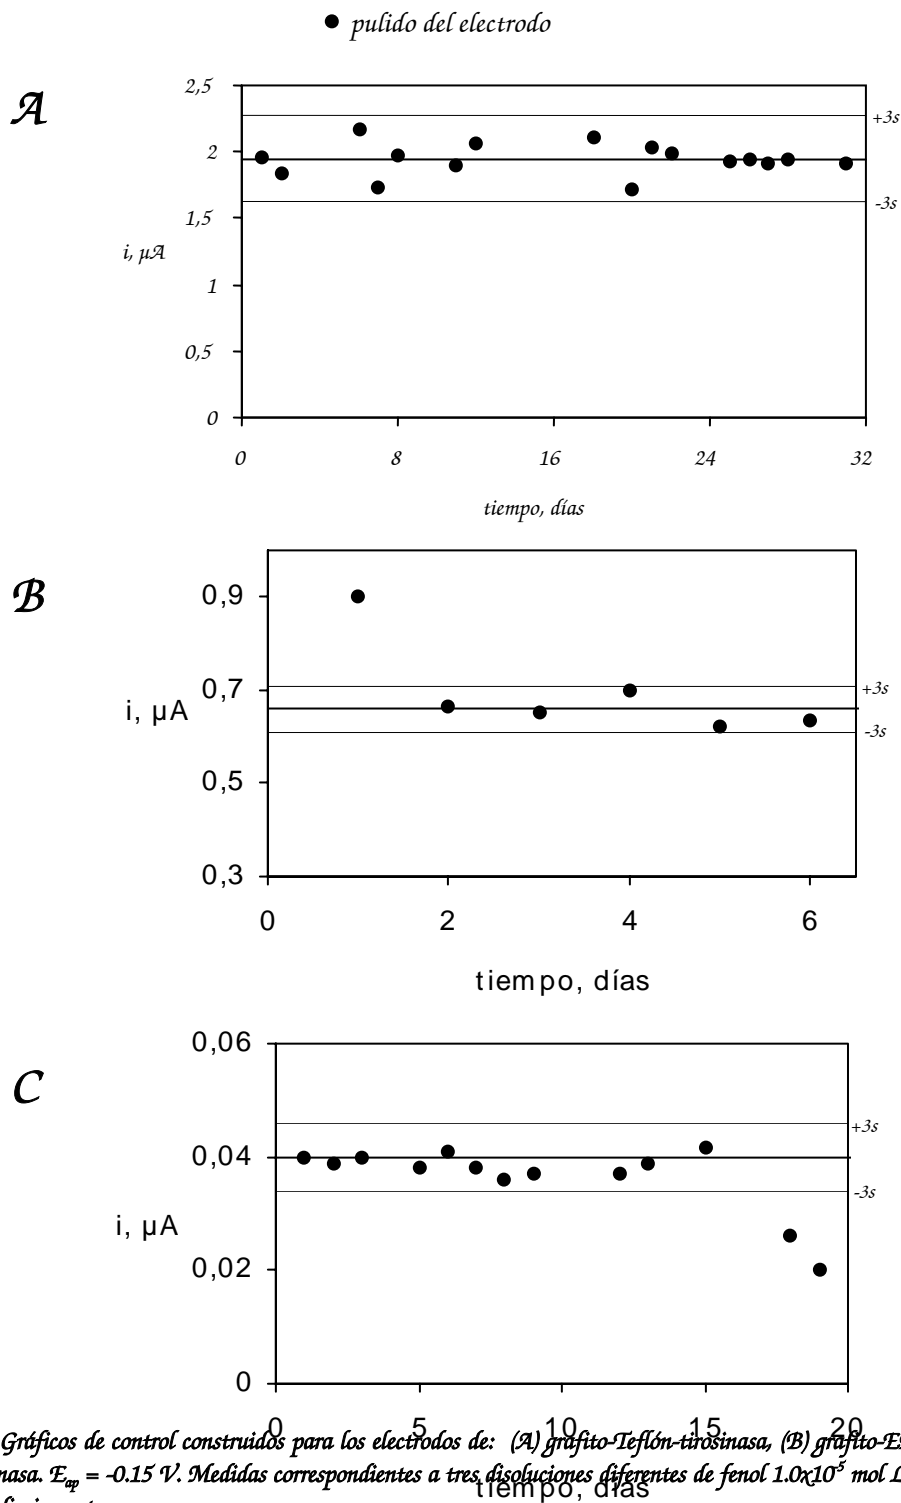 pulido del electrodo
A
2,5
2
1,5
1
0,5
0
i, µA
+3s
-3s
0 8 16 24 32
tiempo, días
B
0,9
0,7
0,5
0,3
i, µA
+3s
-3s
0 2 4 6
tiempo, días
C
0,06
0,04
0,02
0
i, µA
+3s
-3s
0 5 10 15 20
tiempo, días
Gráficos de control construidos para los electrodos de: (A) grafito-Teflón-tirosinasa, (B) grafito-
nasa. Eap = -0.15 V. Medidas correspondientes a tres disoluciones diferentes de fenol 1.0x10⁻⁵ mol L